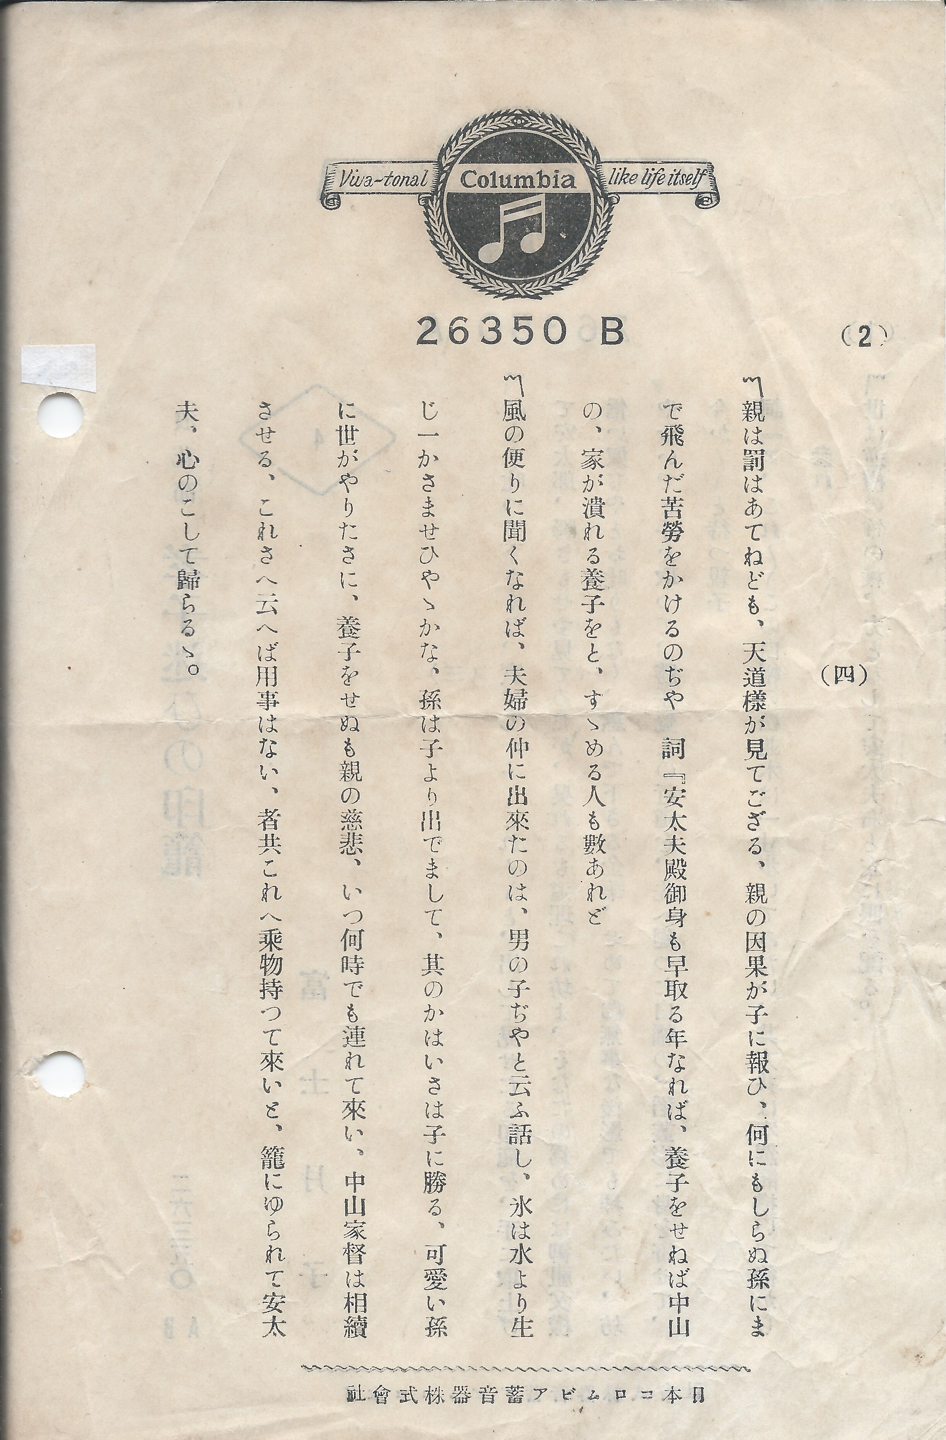 Viva-tonal Columbia like life itself
26350 B
(2)
(四)
親は罰はあてねども、天道樣が見てござる、親の因果が子に報ひ、何にもしらぬ孫にま
で飛んだ苦勞をかけるのぢや 詞『安太夫殿御身も早取る年なれば、養子をせねば中山
の、家が潰れる養子をと、すゝめる人も數あれど
風の便りに聞くなれば、夫婦の仲に出來たのは、男の子ぢやと云ふ話し、氷は水より生
じ一かさませひやゝかな、孫は子より出でまして、其のかはいさは子に勝る、可愛い孫
に世がやりたさに、養子をせぬも親の慈悲、いつ何時でも連れて來い、中山家督は相續
させる、これさへ云へば用事はない、者共これへ乘物持つて來いと、籠にゆられて安太
夫、心のこして歸らるゝ。
日本コロムビア蓄音器株式會社